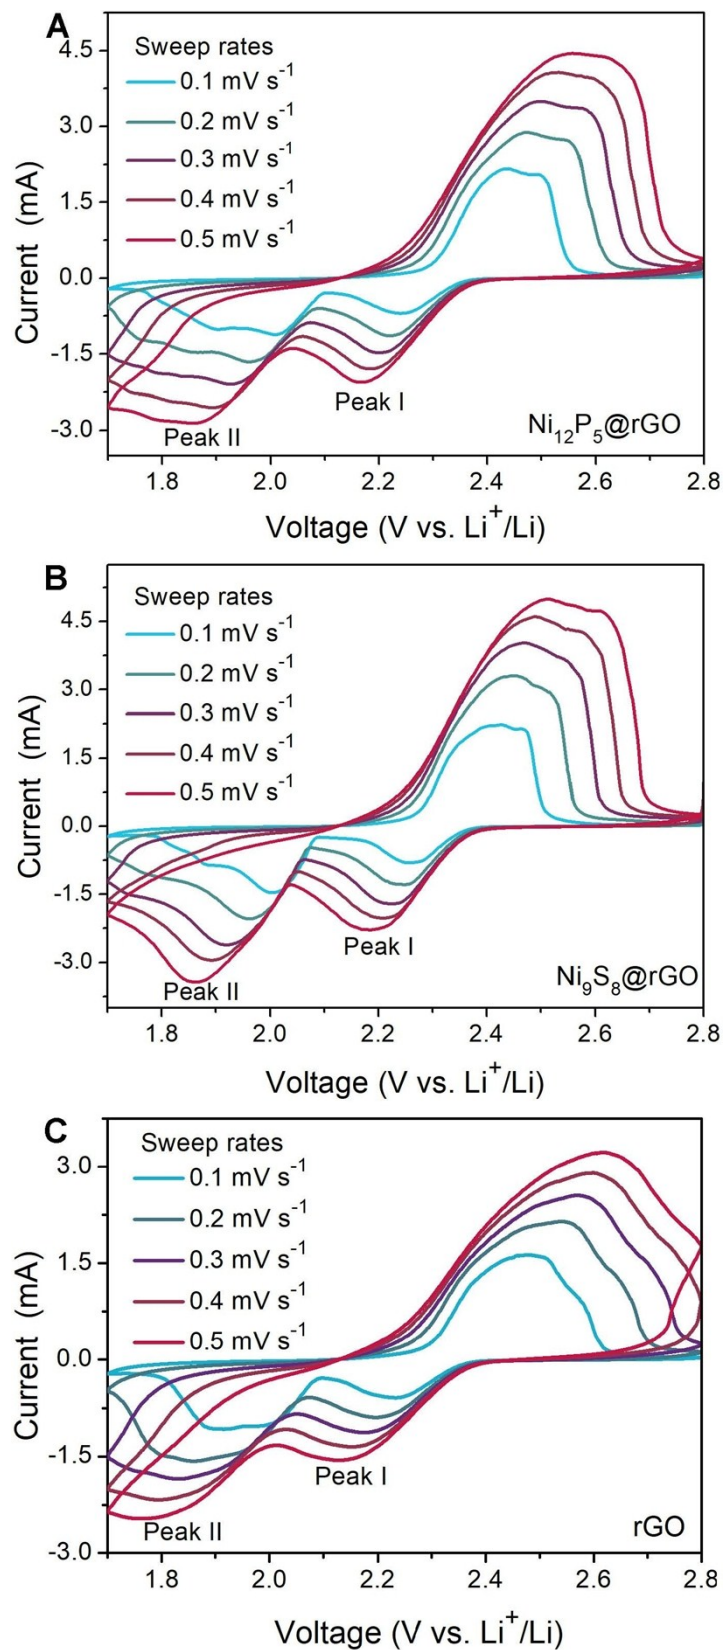 A
Sweep rates
0.1 mV s⁻¹
0.2 mV s⁻¹
0.3 mV s⁻¹
0.4 mV s⁻¹
0.5 mV s⁻¹
4.5
3.0
1.5
0.0
-1.5
-3.0
Current (mA)
Peak I
Peak II
Ni₁₂P₅@rGO
1.8 2.0 2.2 2.4 2.6 2.8
Voltage (V vs. Li⁺/Li)
B
Sweep rates
0.1 mV s⁻¹
0.2 mV s⁻¹
0.3 mV s⁻¹
0.4 mV s⁻¹
0.5 mV s⁻¹
4.5
3.0
1.5
0.0
-1.5
-3.0
Current (mA)
Peak I
Peak II
Ni₉S₈@rGO
1.8 2.0 2.2 2.4 2.6 2.8
Voltage (V vs. Li⁺/Li)
C
Sweep rates
0.1 mV s⁻¹
0.2 mV s⁻¹
0.3 mV s⁻¹
0.4 mV s⁻¹
0.5 mV s⁻¹
3.0
1.5
0.0
-1.5
-3.0
Current (mA)
Peak I
Peak II
rGO
1.8 2.0 2.2 2.4 2.6 2.8
Voltage (V vs. Li⁺/Li)